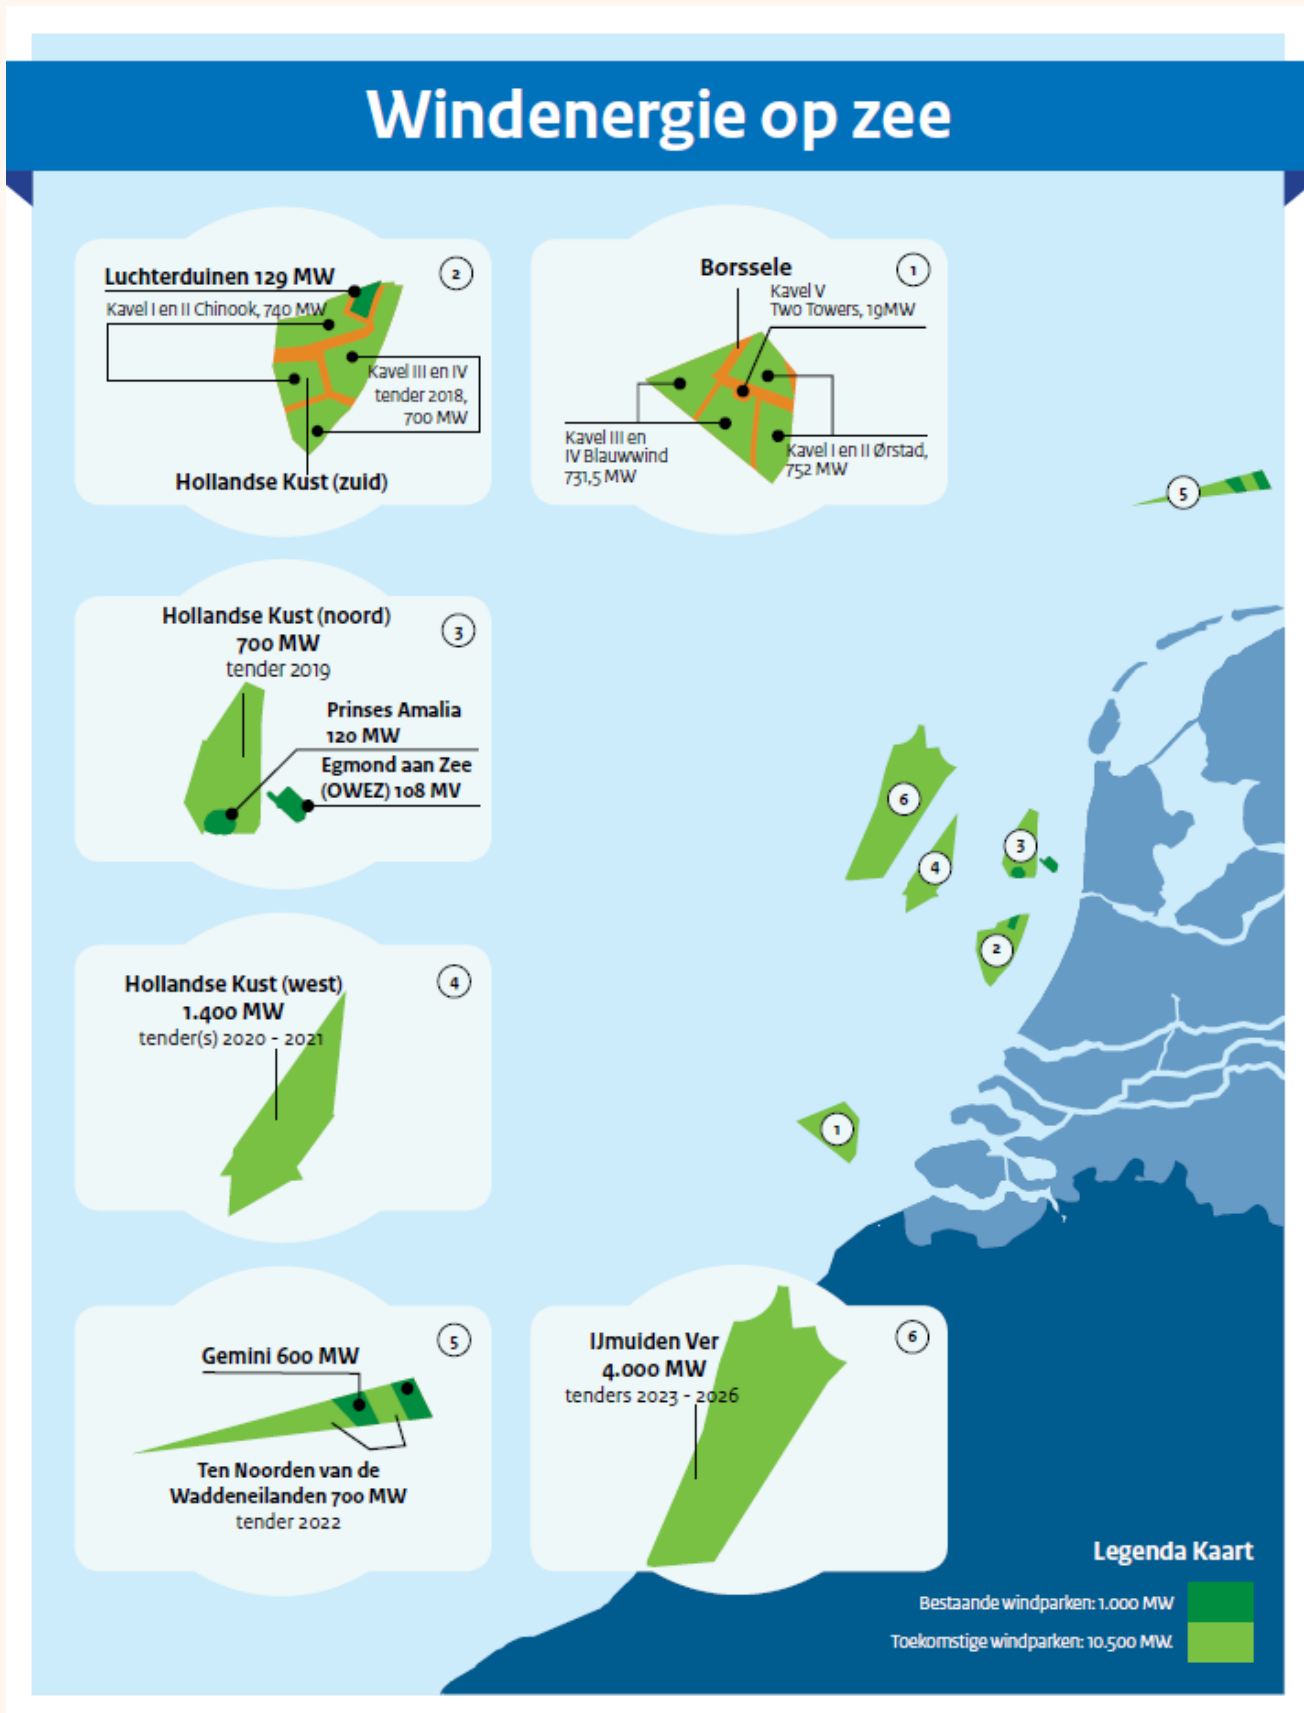 Windenergie op zee
Luchterduinen 129 MW
2
Kavel I en II Chinook, 740 MW
Kavel III en IV
tender 2018,
700 MW
Hollandse Kust (zuid)
Borssele
1
Kavel V
Two Towers, 19MW
Kavel III en
IV Blauwwind
731,5 MW
Kavel I en II Ørstad,
752 MW
5
Hollandse Kust (noord)
700 MW
tender 2019
3
Prinses Amalia
120 MW
Egmond aan Zee
(OWEZ) 108 MV
6
3
4
2
Hollandse Kust (west)
1.400 MW
tender(s) 2020 - 2021
4
1
Gemini 600 MW
5
Ten Noorden van de
Waddeneilanden 700 MW
tender 2022
IJmuiden Ver
4.000 MW
tenders 2023 - 2026
6
Legenda Kaart
Bestaande windparken: 1.000 MW
Toekomstige windparken: 10.500 MW.